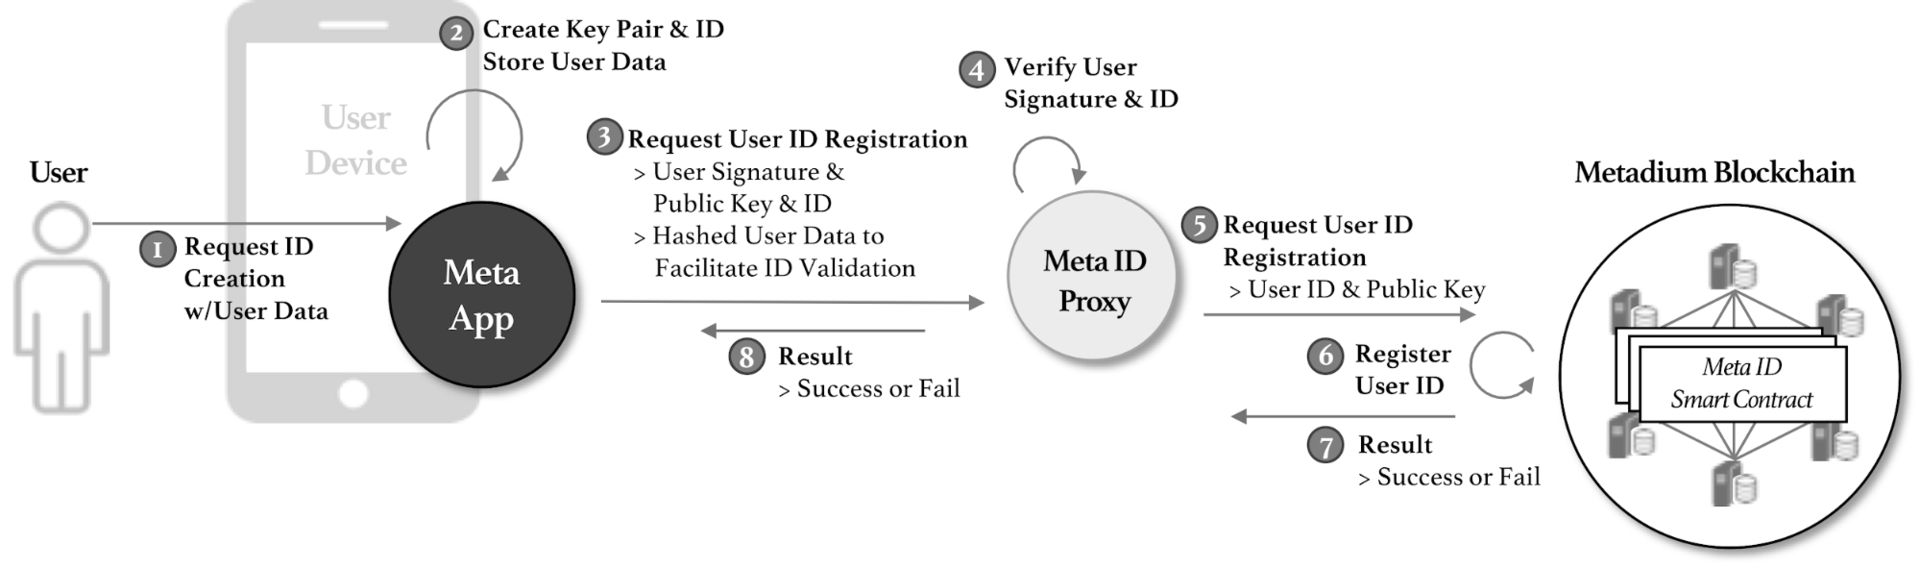 User
User
Device
1 Request ID
Creation
w/User Data
2 Create Key Pair & ID
Store User Data
Meta
App
3 Request User ID Registration
> User Signature &
Public Key & ID
> Hashed User Data to
Facilitate ID Validation
4 Verify User
Signature & ID
Meta ID
Proxy
5 Request User ID
Registration
> User ID & Public Key
6 Register
User ID
7 Result
> Success or Fail
8 Result
> Success or Fail
Metadium Blockchain
Meta ID
Smart Contract